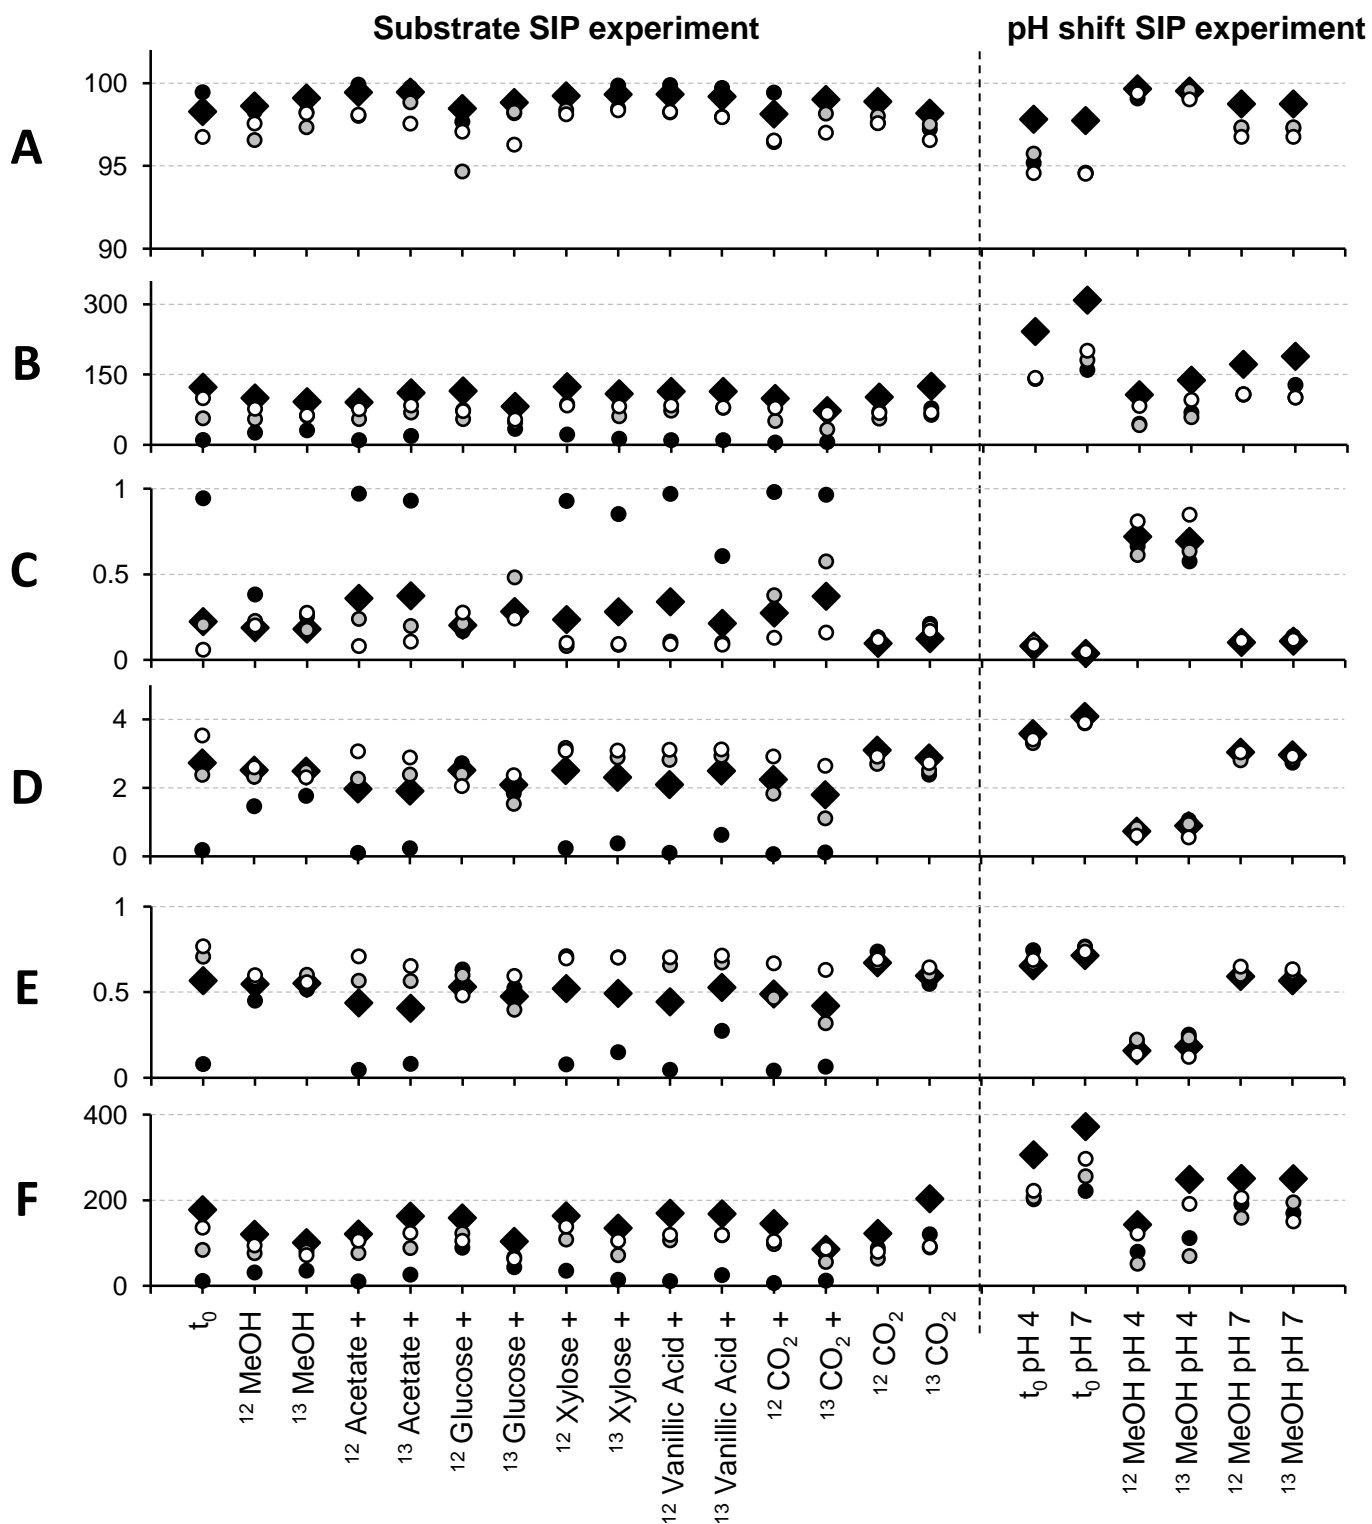 Substrate SIP experiment
pH shift SIP experiment
A
100
95
90
B
300
150
0
C
1
0.5
0
D
4
2
0
E
1
0.5
0
F
400
200
0
t0
12 MeOH
13 MeOH
12 Acetate +
13 Acetate +
12 Glucose +
13 Glucose +
12 Xylose +
13 Xylose +
12 Vanillic Acid +
13 Vanillic Acid +
12 CO2 +
13 CO2 +
12 CO2
13 CO2
t0 pH 4
t0 pH 7
12 MeOH pH 4
13 MeOH pH 4
12 MeOH pH 7
13 MeOH pH 7